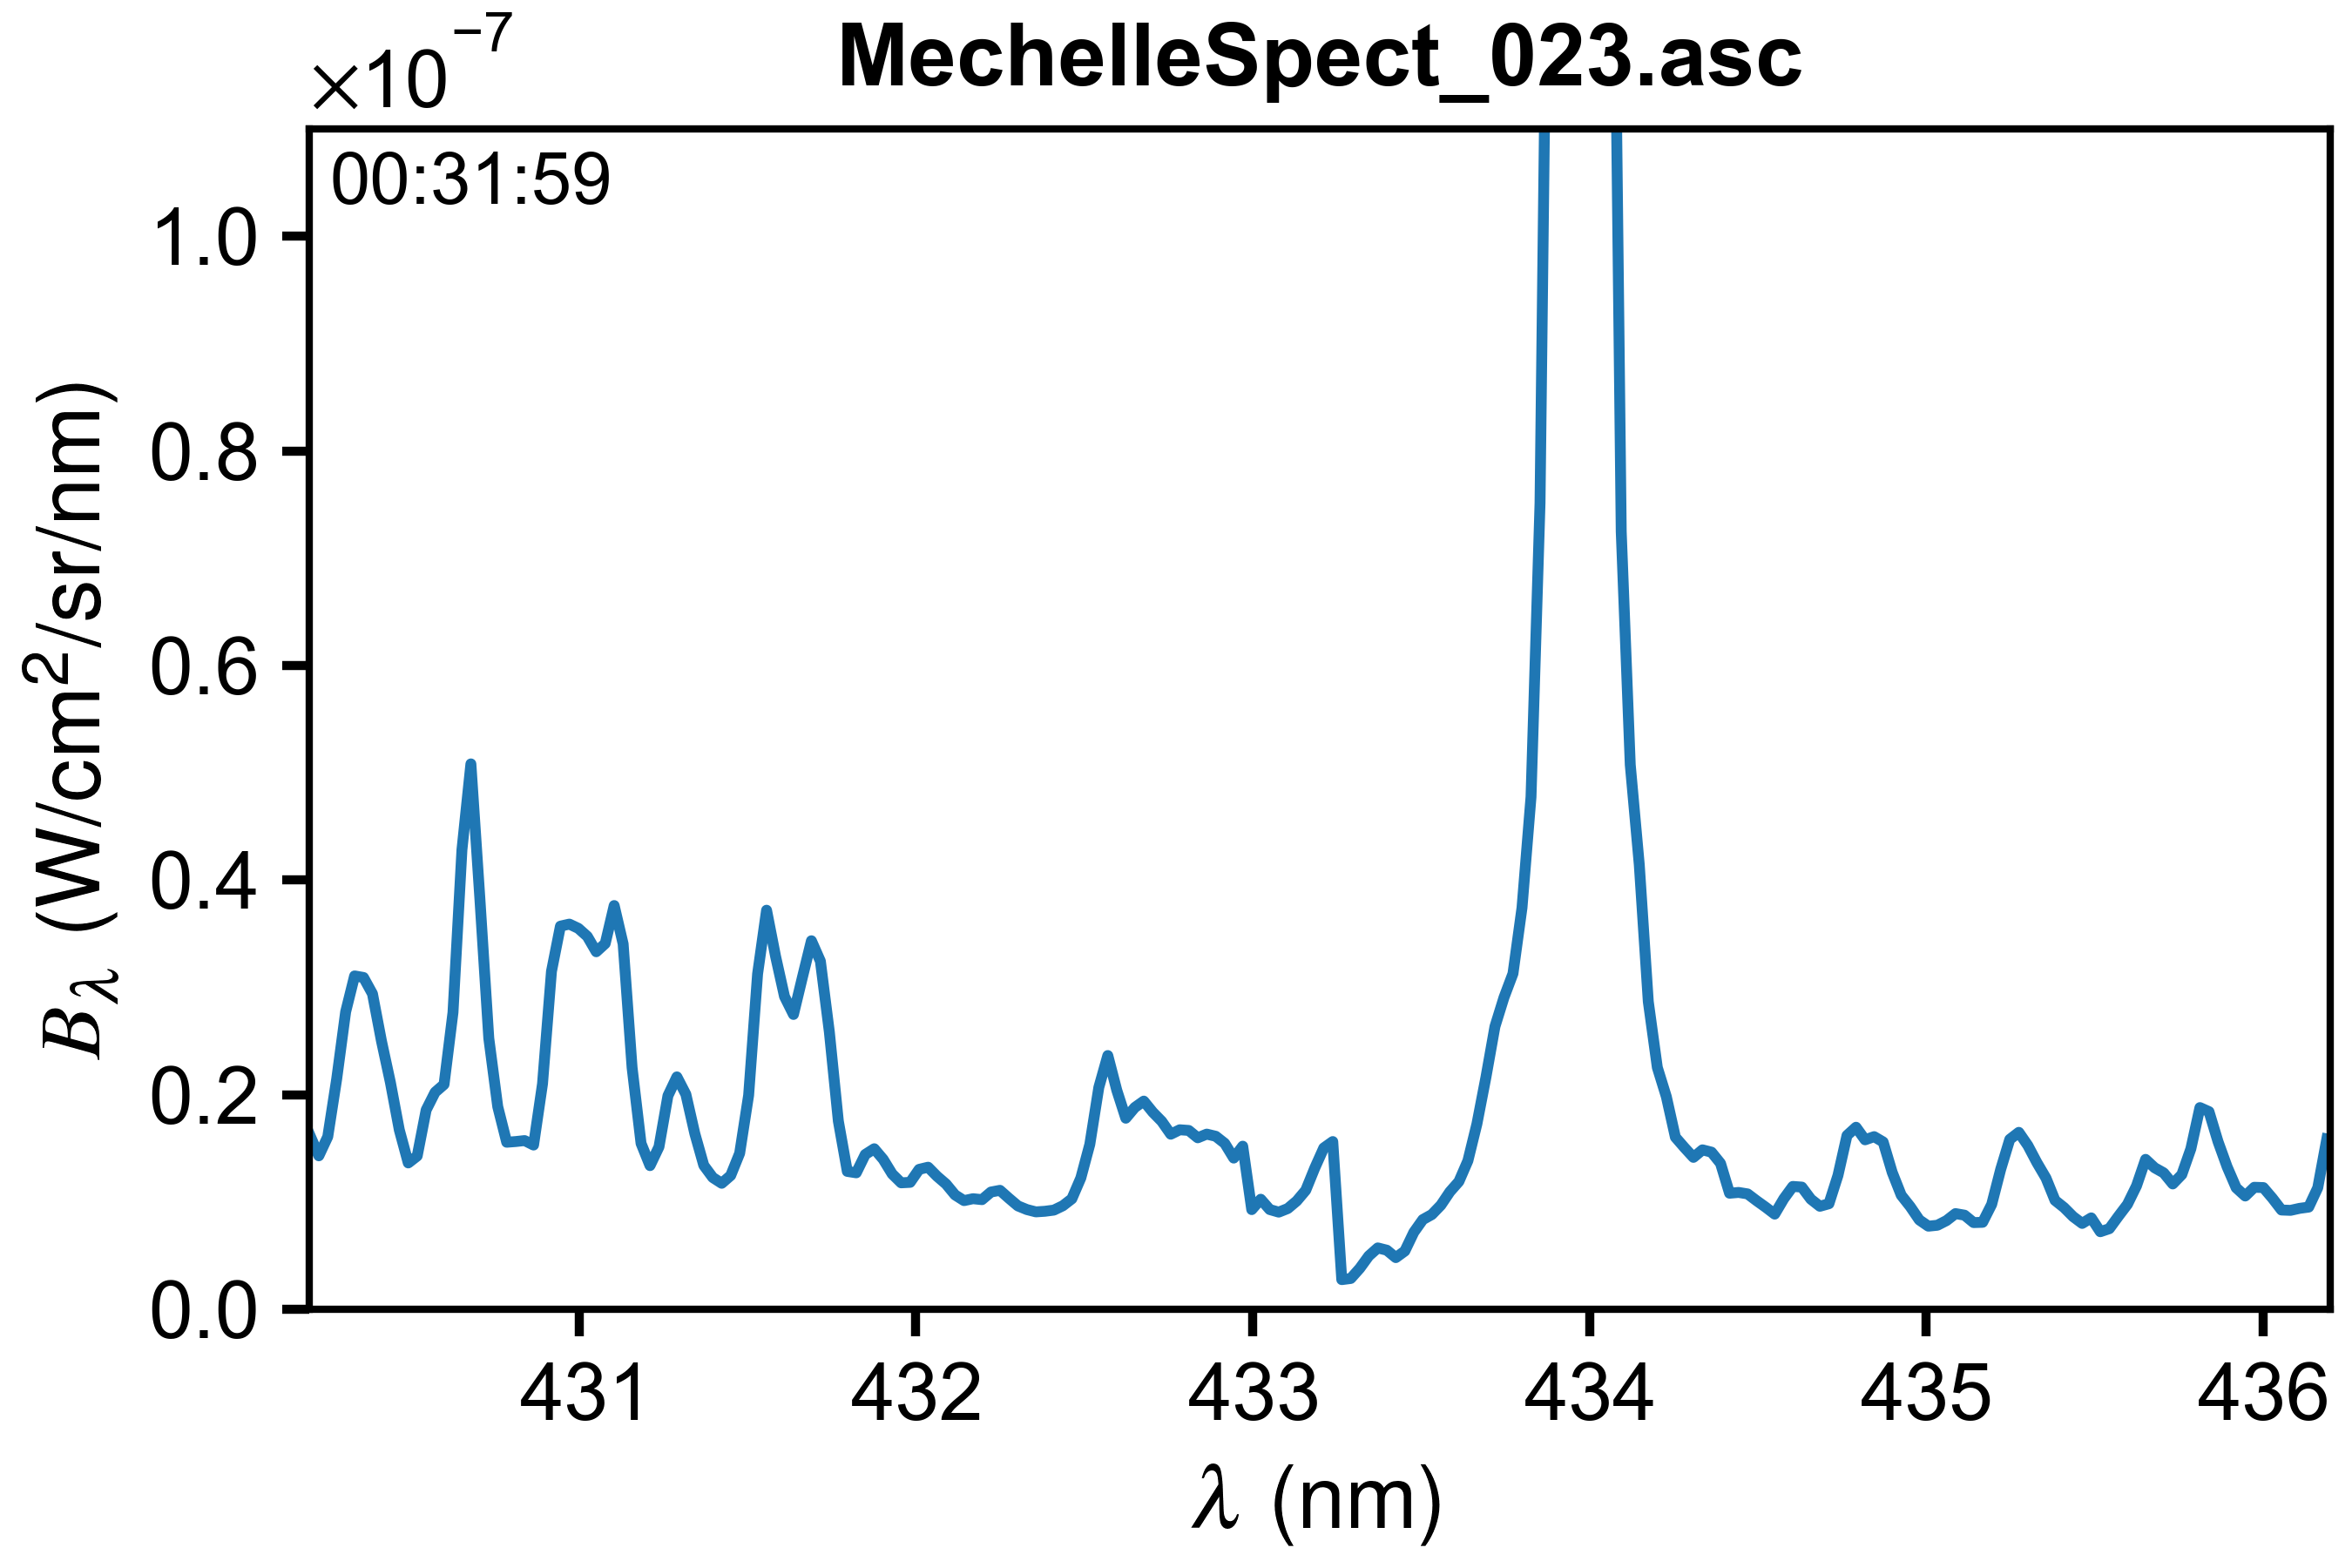 MechelleSpect_023.asc
×10⁻⁷
00:31:59
1.0
0.8
0.6
0.4
0.2
0.0
B_λ (W/cm²/sr/nm)
431 432 433 434 435 436
λ (nm)